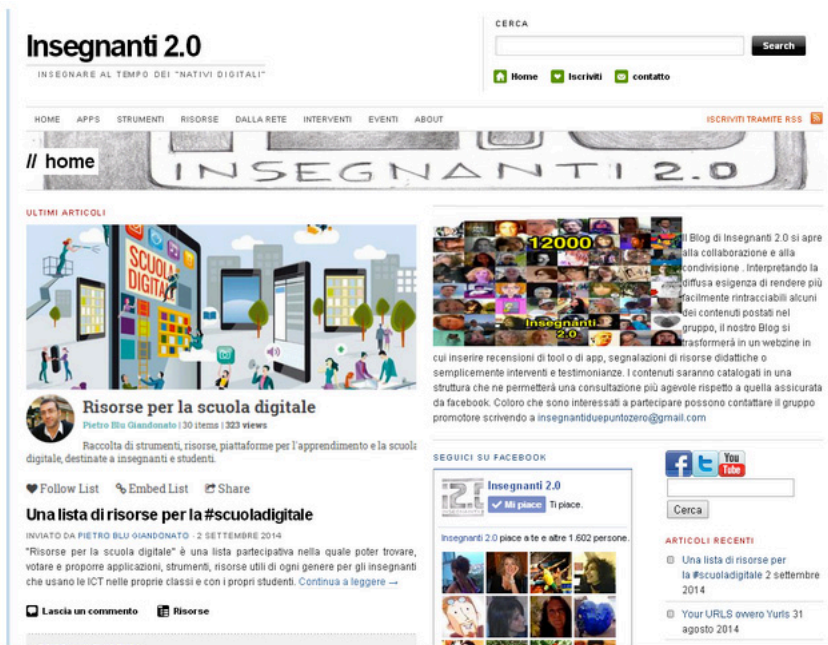 Insegnanti 2.0
INSEGNARE AL TEMPO DEI "NATIVI DIGITALI"
CERCA
Search
Home
Iscriviti
contatto
HOME
APPS
STRUMENTI
RISORSE
DALLA RETE
INTERVENTI
EVENTI
ABOUT
ISCRIVITI TRAMITE RSS
// home
INSEGNANTI 2.0
ULTIMI ARTICOLI
SCUOLA
DIGITALE
Risorse per la scuola digitale
Pietro Blu Giandonato | 30 items | 323 views
Raccolta di strumenti, risorse, piattaforme per l'apprendimento e la scuola
digitale, destinate a insegnanti e studenti.
Follow List
Embed List
Share
Una lista di risorse per la #scuoladigitale
INVIATO DA PIETRO BLU GIANDONATO · 2 SETTEMBRE 2014
"Risorse per la scuola digitale" è una lista partecipativa nella quale poter trovare,
votare e proporre applicazioni, strumenti, risorse utili di ogni genere per gli insegnanti
che usano le ICT nelle proprie classi e con i propri studenti. Continua a leggere →
Lascia un commento
Risorse
12000
Insegnanti
2.0
Il Blog di Insegnanti 2.0 si apre
alla collaborazione e alla
condivisione . Interpretando la
diffusa esigenza di rendere più
facilmente rintracciabili alcuni
dei contenuti postati nel
gruppo, il nostro Blog si
trasformerà in un webzine in
cui inserire recensioni di tool o di app, segnalazioni di risorse didattiche o
semplicemente interventi e testimonianze. I contenuti saranno catalogati in una
struttura che ne permetterà una consultazione più agevole rispetto a quella assicurata
da facebook. Coloro che sono interessati a partecipare possono contattare il gruppo
promotore scrivendo a insegnantiduepuntozero@gmail.com
SEGUICI SU FACEBOOK
i2.0
Insegnanti 2.0
Mi piace
Ti piace.
Insegnanti 2.0 piace a te e altre 1.602 persone.
f
t
You
Tube
Cerca
ARTICOLI RECENTI
Una lista di risorse per
la #scuoladigitale 2 settembre
2014
Your URLS ovvero Yurls 31
agosto 2014